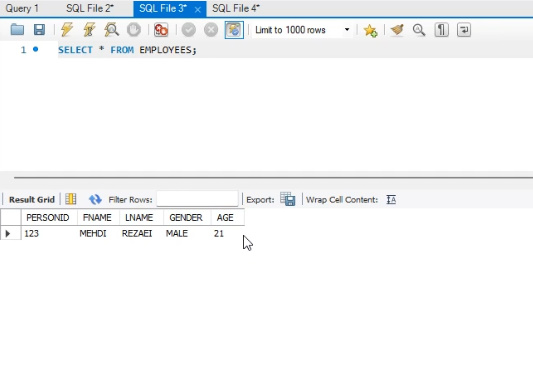 Query 1 SQL File 2* SQL File 3* × SQL File 4*
Limit to 1000 rows
1 SELECT * FROM EMPLOYEES;
Result Grid Filter Rows: Export: Wrap Cell Content:
PERSONID FNAME LNAME GENDER AGE
123 MEHDI REZAEI MALE 21